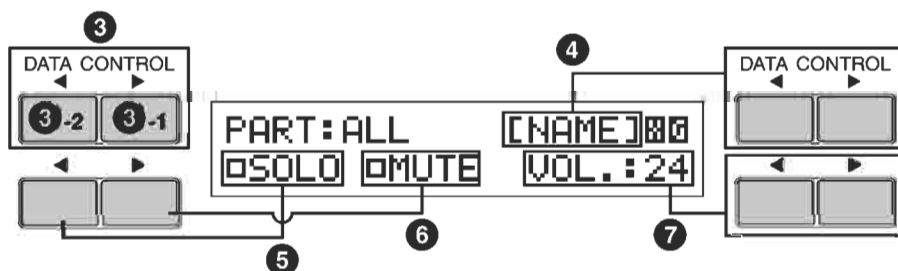 3
4
DATA CONTROL
DATA CONTROL
◀ ▶
◀ ▶
3-2 3-1
PART:ALL [NAME]
□SOLO □MUTE VOL.:24
◀ ▶
◀ ▶
6
7
5